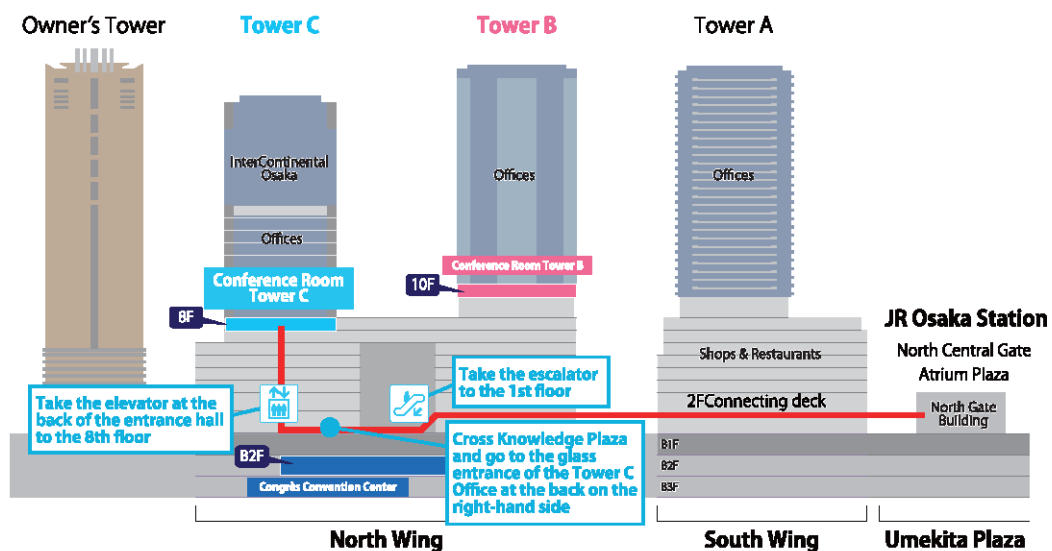 Owner's Tower
Tower C
Tower B
Tower A
InterContinental
Osaka
Offices
Offices
Offices
Conference Room
Tower C
Conference Room Tower B
8F
10F
JR Osaka Station
North Central Gate
Atrium Plaza
North Gate
Building
Shops & Restaurants
2FConnecting deck
Take the escalator
to the 1st floor
Take the elevator at the
back of the entrance hall
to the 8th floor
Cross Knowledge Plaza
and go to the glass
entrance of the Tower C
Office at the back on the
right-hand side
B2F
Congrès Convention Center
B1F
B2F
B3F
North Wing
South Wing
Umekita Plaza